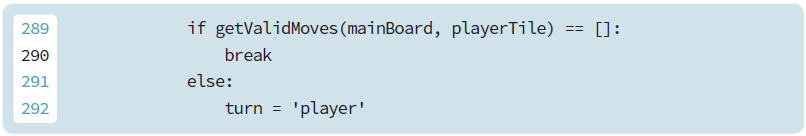 289             if getValidMoves(mainBoard, playerTile) == []:
290                 break
291             else:
292                 turn = 'player'